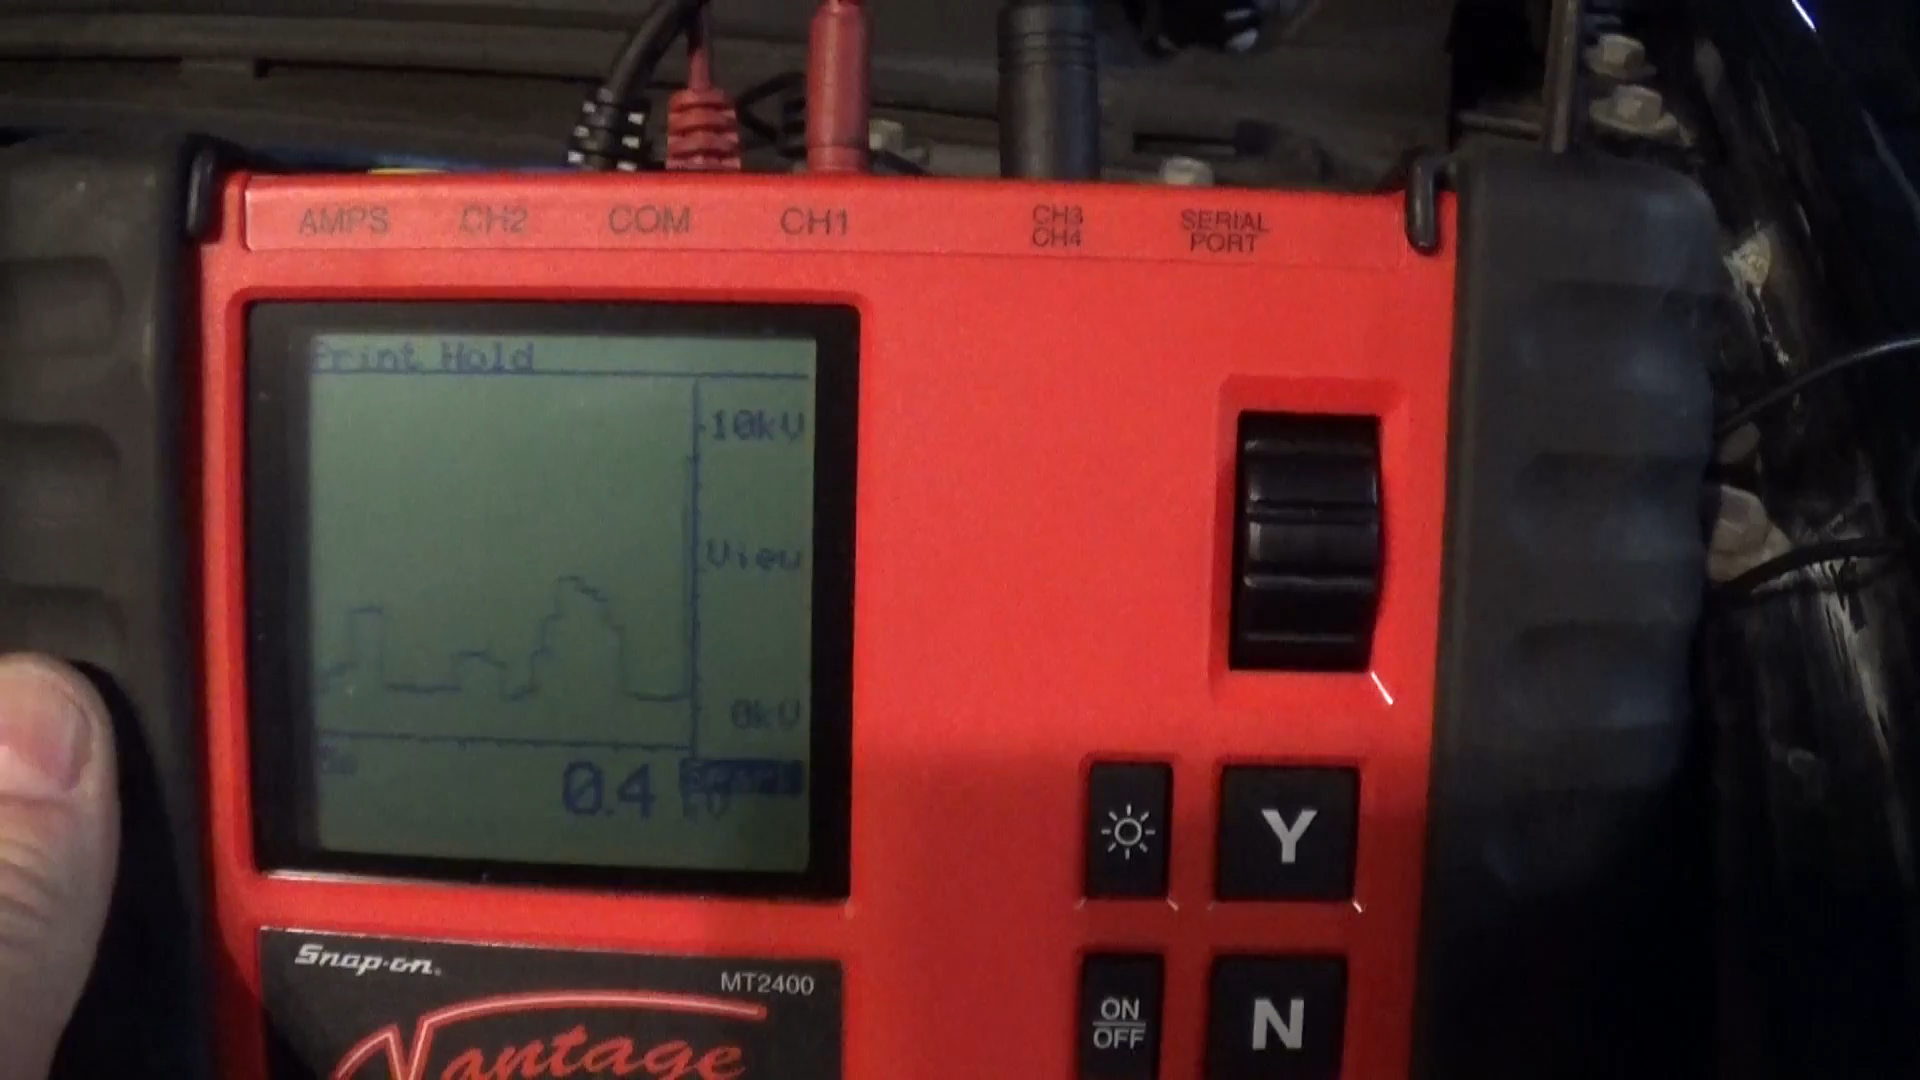 AMPS CH2 COM CH1 CH3 CH4 SERIAL PORT
Print Hold
10kV
View
0kV
0.4 kV
Y
Snap-on
MT2400
Vantage
ON
OFF
N